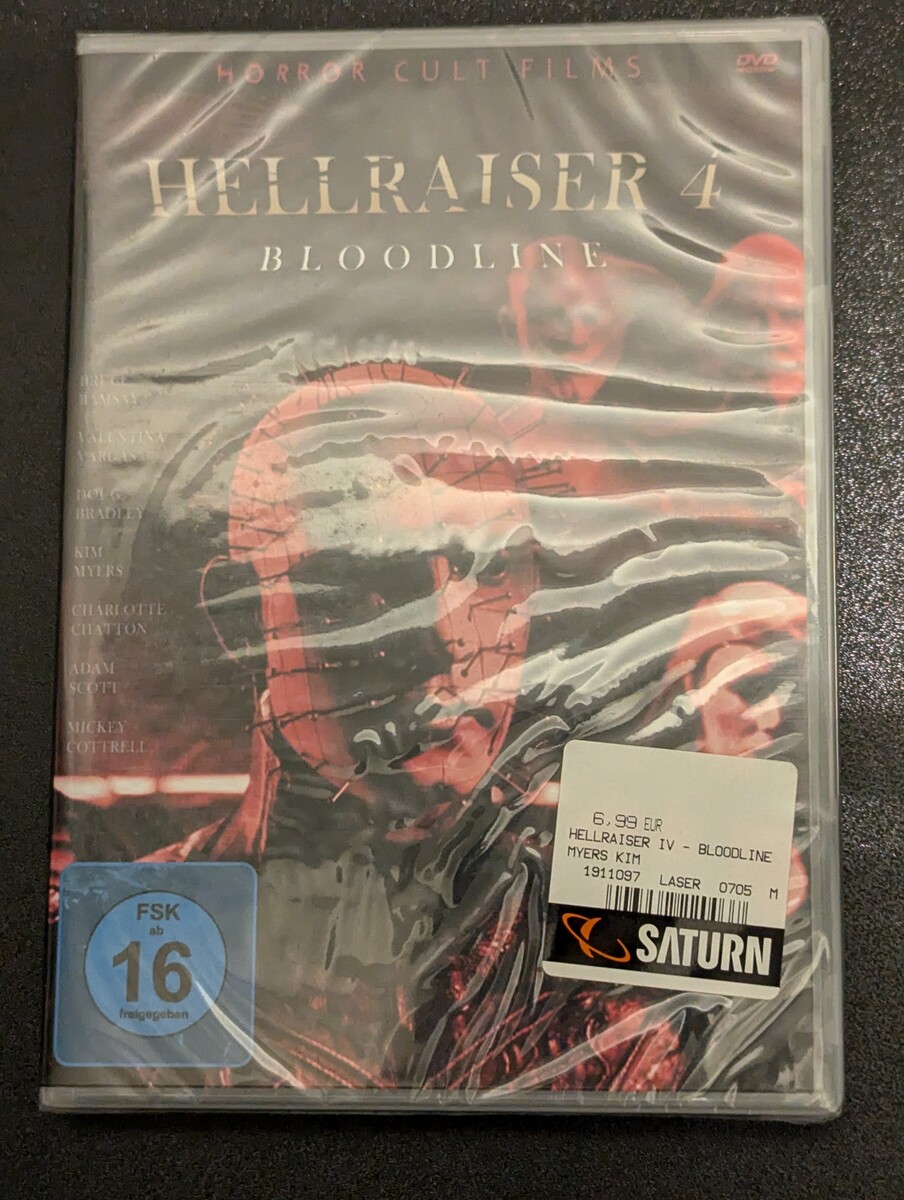 HORROR CULT FILMS
DVD
HELLRAISER 4
BLOODLINE
BRUCE
RAMSAY
VALENTINA
VARGAS
DOUG
BRADLEY
KIM
MYERS
CHARLOTTE
CHATTON
ADAM
SCOTT
MICKEY
COTTRELL
6,99 EUR
HELLRAISER IV - BLOODLINE
MYERS KIM
1911097 LASER 0705 M
SATURN
FSK
ab
16
freigegeben